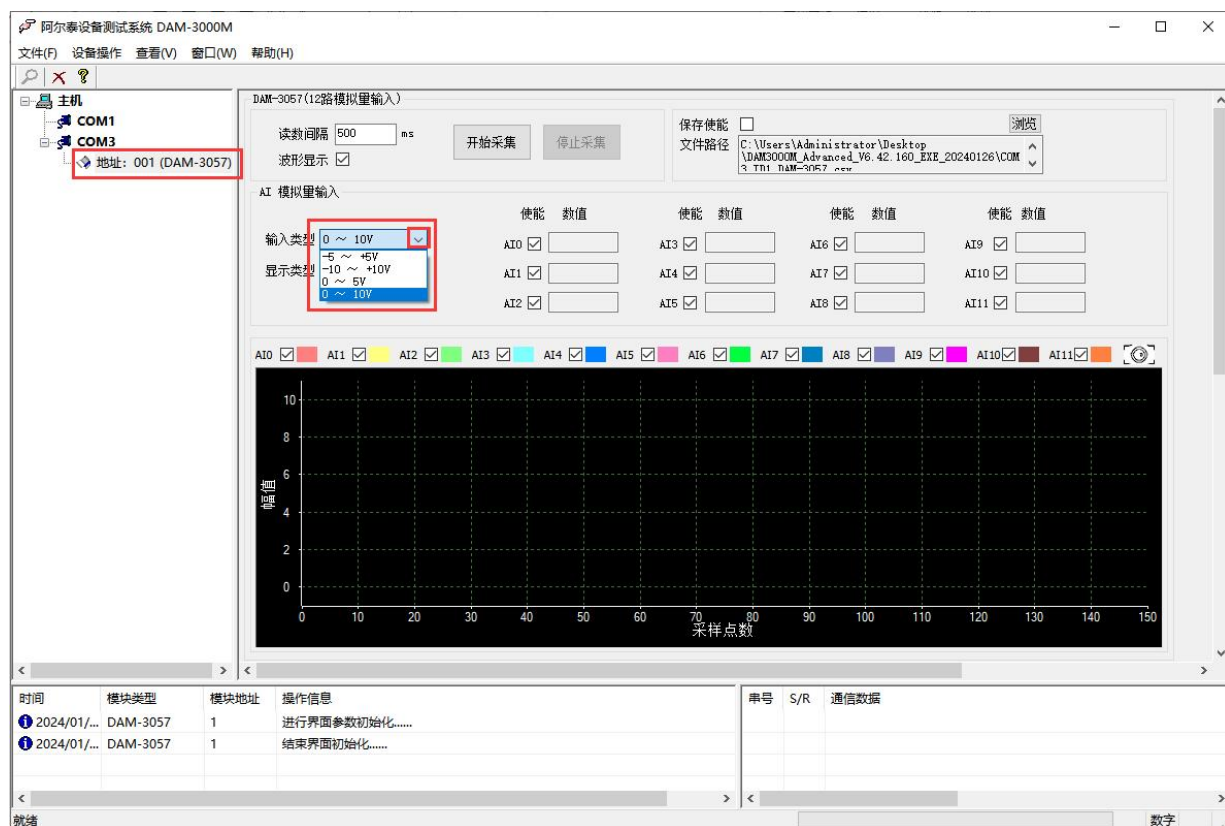 阿尔泰设备测试系统 DAM-3000M
文件(F) 设备操作 查看(V) 窗口(W) 帮助(H)
主机
COM1
COM3
地址：001 (DAM-3057)
DAM-3057(12路模拟量输入)
读数间隔 500 ms
波形显示
开始采集 停止采集
保存使能 浏览
文件路径 C:\Users\Administrator\Desktop
\DAM3000M_Advanced_V6.42.160_EXE_20240126\COM
3_ID1_DAM-3057.csv
AI 模拟量输入
使能 数值 使能 数值 使能 数值 使能 数值
输入类型 0 ～ 10V
-5 ～ +5V
-10 ～ +10V
0 ～ 5V
0 ～ 10V
显示类型
AI0 AI3 AI6 AI9
AI1 AI4 AI7 AI10
AI2 AI5 AI8 AI11
AI0 AI1 AI2 AI3 AI4 AI5 AI6 AI7 AI8 AI9 AI10 AI11
幅值
10
8
6
4
2
0
0 10 20 30 40 50 60 70 80 90 100 110 120 130 140 150
采样点数
时间 模块类型 模块地址 操作信息
2024/01/... DAM-3057 1 进行界面参数初始化......
2024/01/... DAM-3057 1 结束界面初始化......
串号 S/R 通信数据
就绪 数字